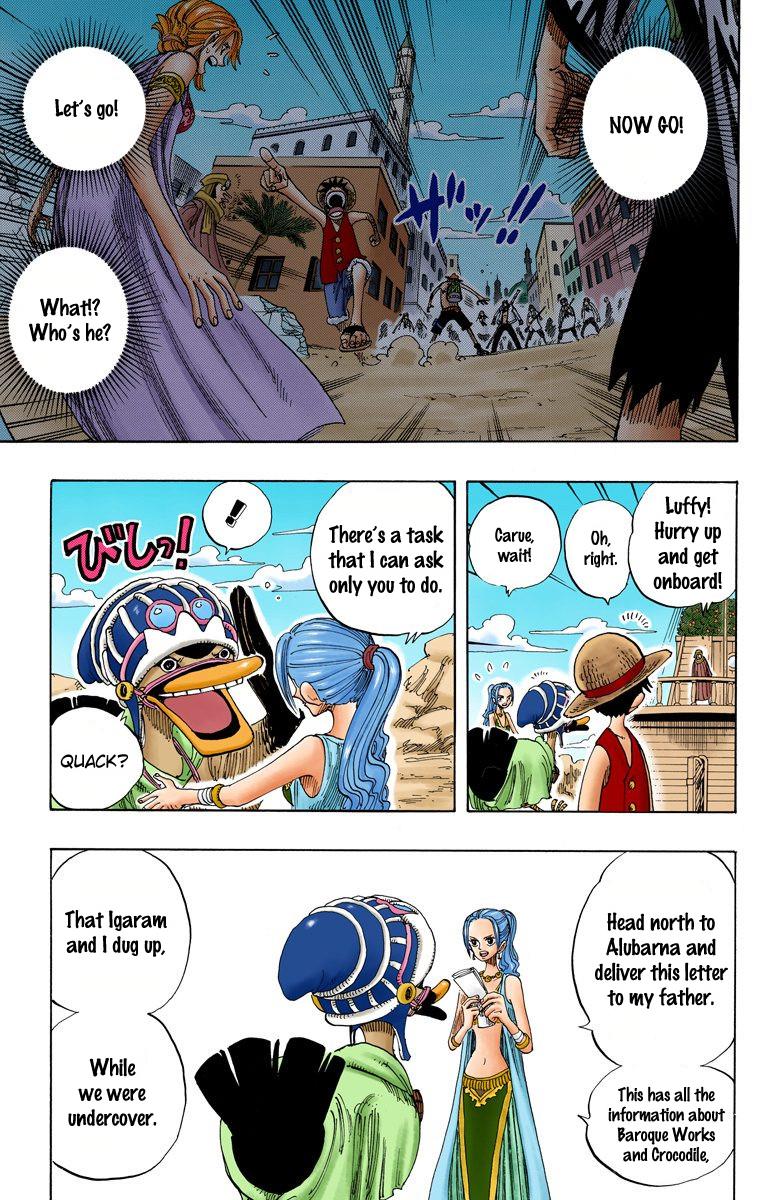 NOW GO!
Let's go!
What!?
Who's he?
ザッ!!
Luffy!
Hurry up
and get
onboard!
Oh,
right.
Carue,
wait!
There's a task
that I can ask
only you to do.
!
びしっ!
QUACK?
Head north to
Alubarna and
deliver this letter
to my father.
This has all the
information about
Baroque Works
and Crocodile,
That Igaram
and I dug up,
While
we were
undercover.